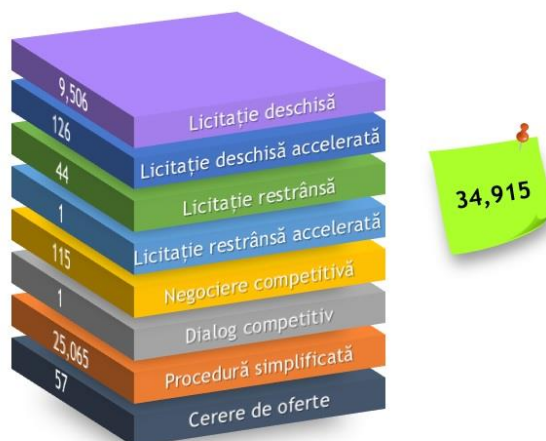 9,506
Licitație deschisă
126
Licitație deschisă accelerată
44
Licitație restrânsă
1
Licitație restrânsă accelerată
115
Negociere competitivă
1
Dialog competitiv
25,065
Procedură simplificată
57
Cerere de oferte
34,915